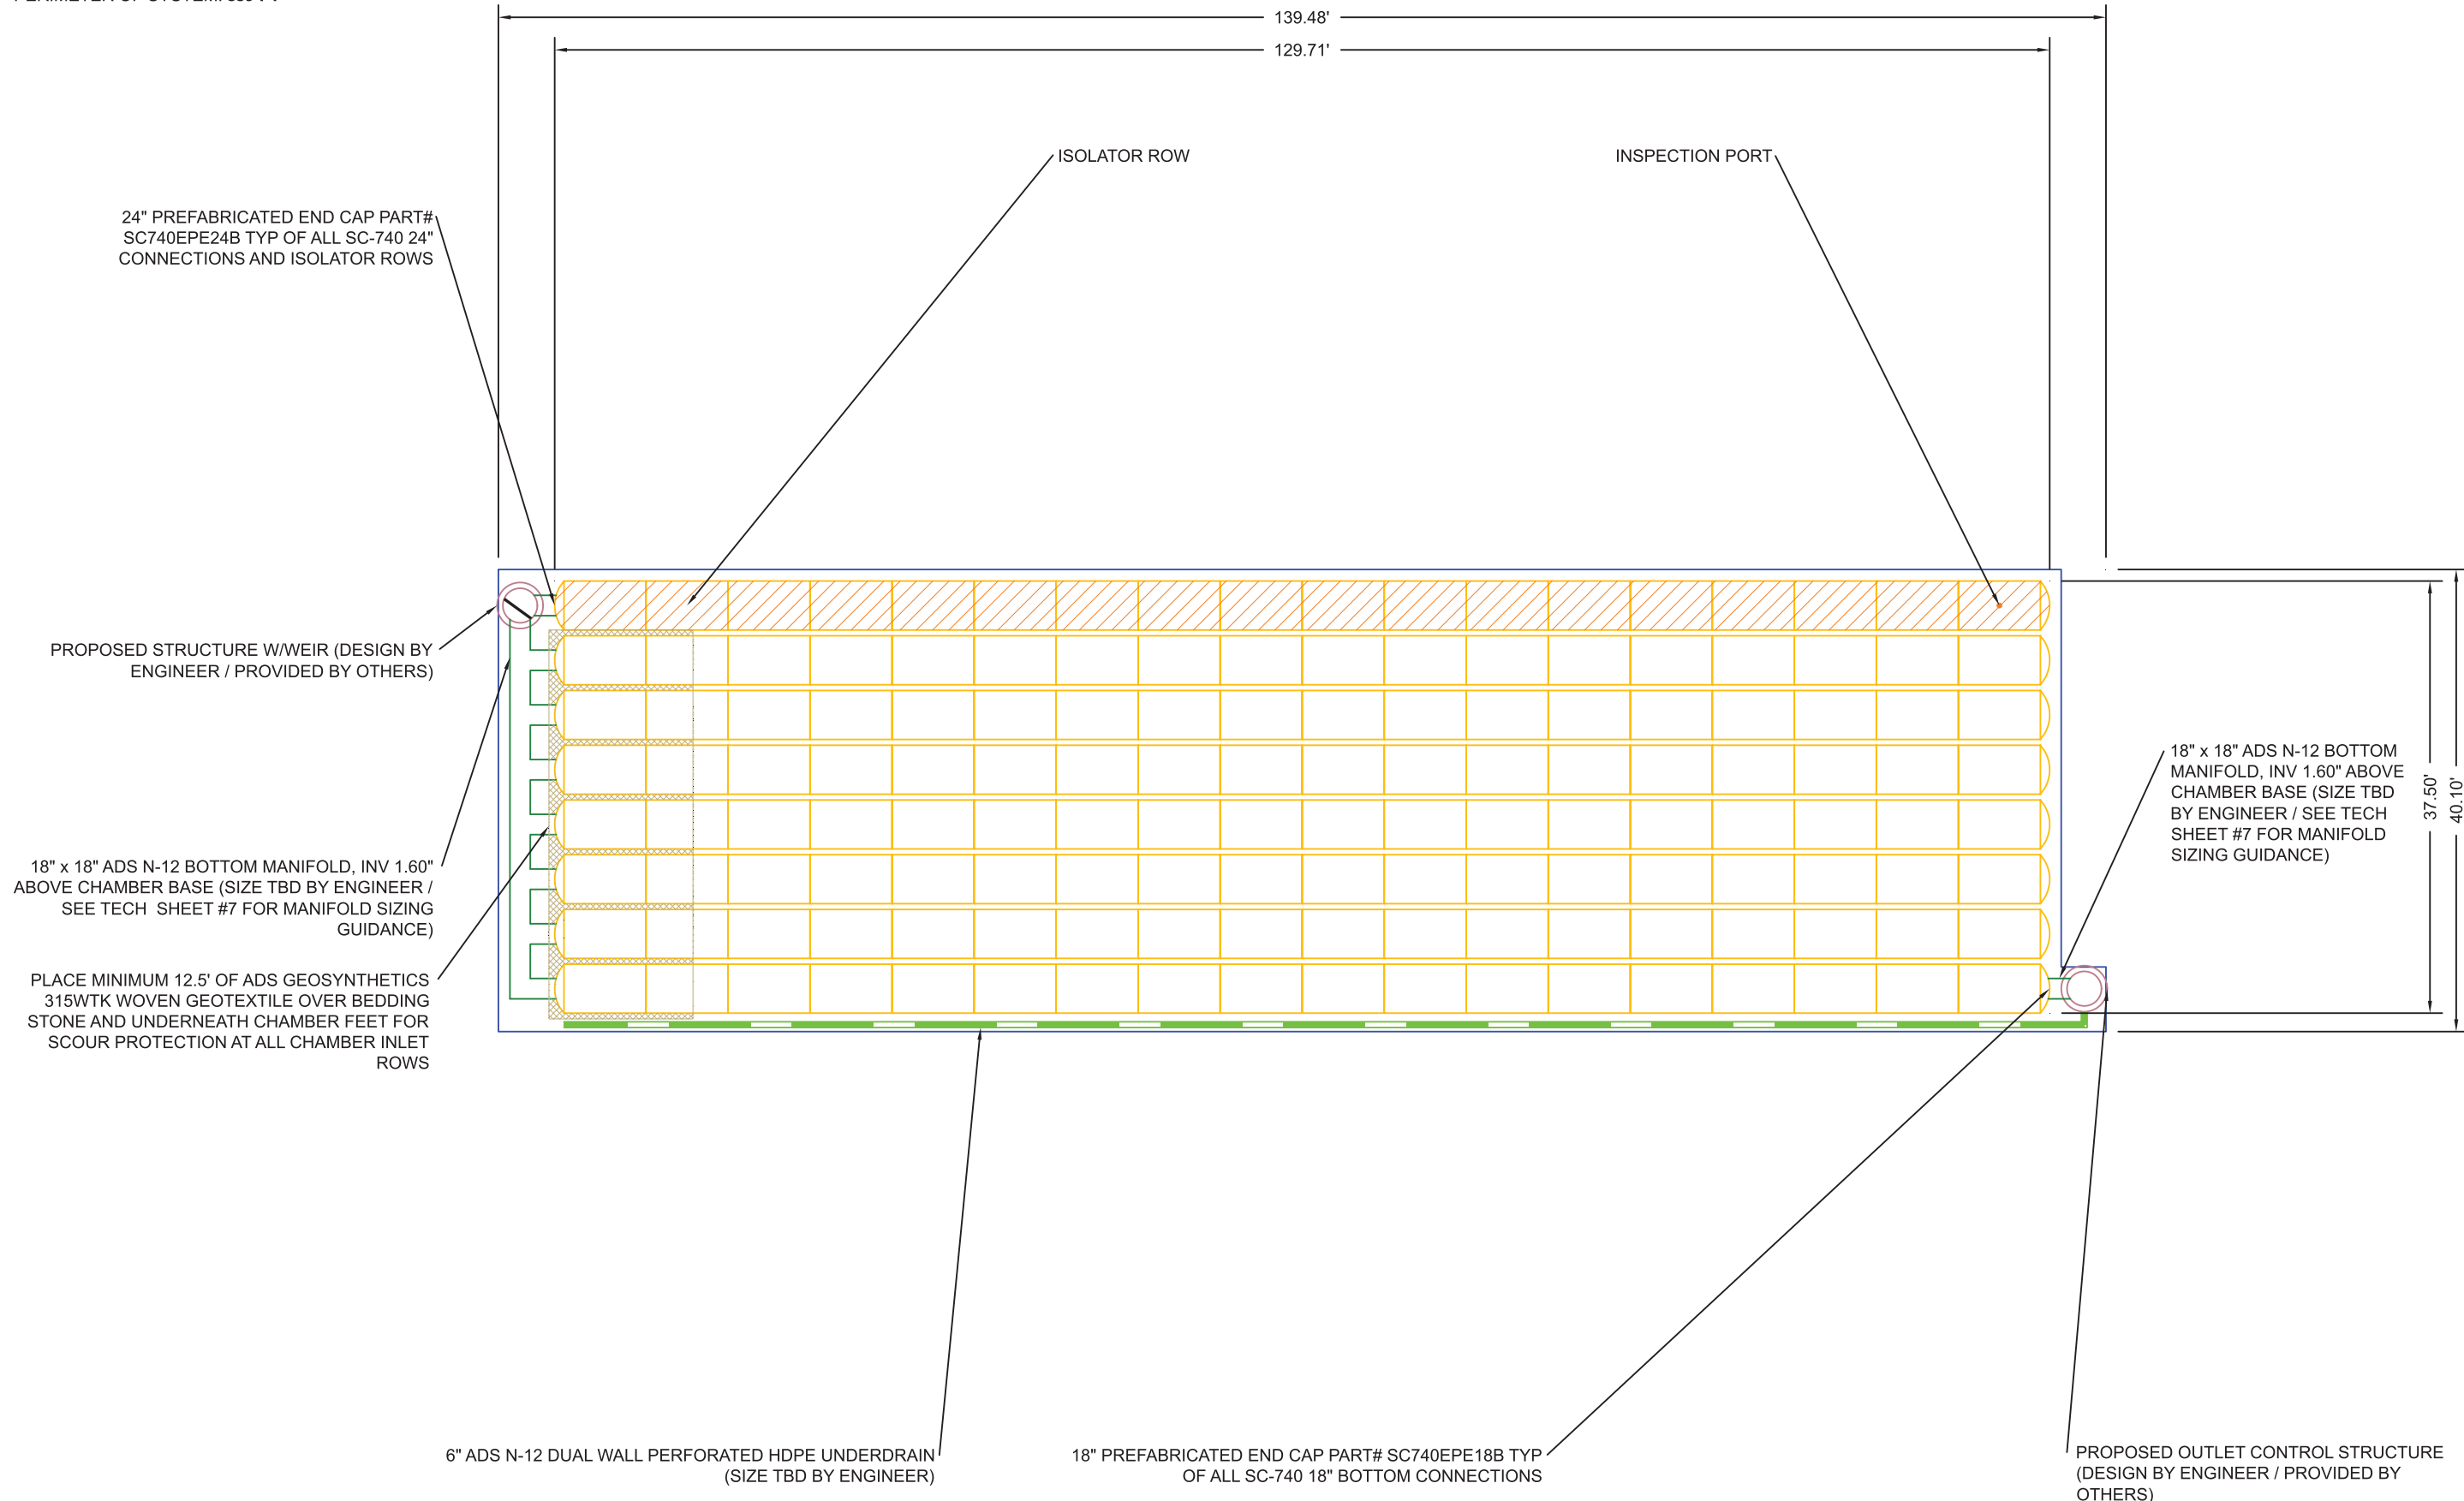 139.48'
129.71'
ISOLATOR ROW
INSPECTION PORT
24" PREFABRICATED END CAP PART#
SC740EPE24B TYP OF ALL SC-740 24"
CONNECTIONS AND ISOLATOR ROWS
PROPOSED STRUCTURE W/WEIR (DESIGN BY
ENGINEER / PROVIDED BY OTHERS)
18" x 18" ADS N-12 BOTTOM
MANIFOLD, INV 1.60" ABOVE
CHAMBER BASE (SIZE TBD
BY ENGINEER / SEE TECH
SHEET #7 FOR MANIFOLD
SIZING GUIDANCE)
37.50'
40.10'
18" x 18" ADS N-12 BOTTOM MANIFOLD, INV 1.60"
ABOVE CHAMBER BASE (SIZE TBD BY ENGINEER /
SEE TECH SHEET #7 FOR MANIFOLD SIZING
GUIDANCE)
PLACE MINIMUM 12.5' OF ADS GEOSYNTHETICS
315WTK WOVEN GEOTEXTILE OVER BEDDING
STONE AND UNDERNEATH CHAMBER FEET FOR
SCOUR PROTECTION AT ALL CHAMBER INLET
ROWS
6" ADS N-12 DUAL WALL PERFORATED HDPE UNDERDRAIN
(SIZE TBD BY ENGINEER)
18" PREFABRICATED END CAP PART# SC740EPE18B TYP
OF ALL SC-740 18" BOTTOM CONNECTIONS
PROPOSED OUTLET CONTROL STRUCTURE
(DESIGN BY ENGINEER / PROVIDED BY
OTHERS)